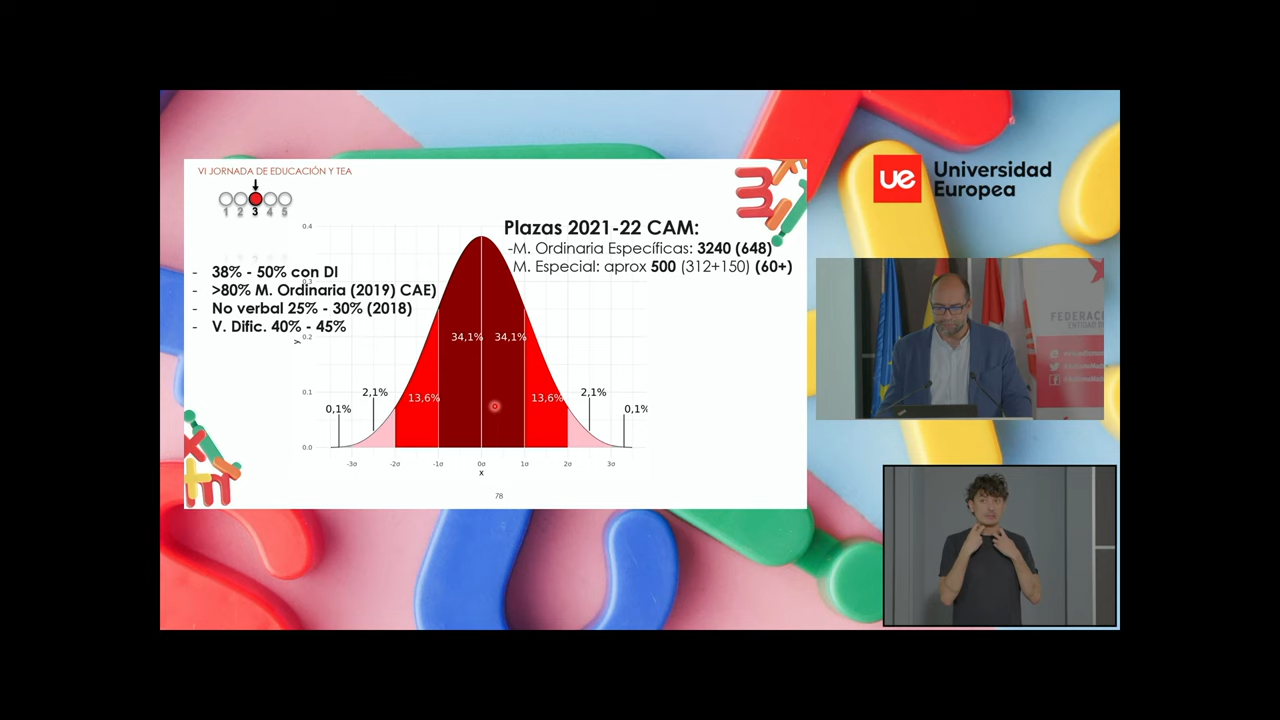 VI JORNADA DE EDUCACIÓN Y TEA
1 2 3 4 5
Plazas 2021-22 CAM:
-M. Ordinaria Específicas: 3240 (648)
M. Especial: aprox 500 (312+150) (60+)
- 38% - 50% con DI
- >80% M. Ordinaria (2019) CAE)
- No verbal 25% - 30% (2018)
- V. Dific. 40% - 45%
0.4
0.3
0.2
0.1
0.0
y
34,1% 34,1%
13,6% 13,6%
2,1% 2,1%
0,1% 0,1%
-3σ -2σ -1σ 0σ 1σ 2σ 3σ
x
78
ue Universidad
Europea
FEDERACI
ENTIDAD D